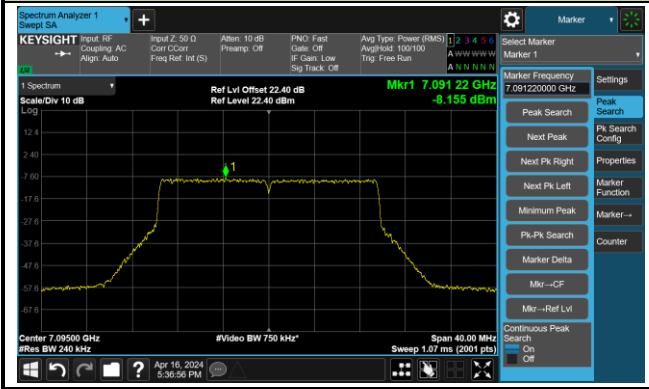 Spectrum Analyzer 1
Swept SA
Marker
KEYSIGHT
Input: RF
Coupling: AC
Align: Auto
Input Z: 50 Ω
Corr CCorr
Freq Ref: Int (S)
Atten: 10 dB
Preamp: Off
PNO: Fast
Gate: Off
IF Gain: Low
Sig Track: Off
Avg Type: Power (RMS)
Avg|Hold: 100/100
Trig: Free Run
1 2 3 4 5 6
A W W W W W
A N N N N N
LW
Select Marker
Marker 1
1 Spectrum
Scale/Div 10 dB
Log
Ref Lvl Offset 22.40 dB
Ref Level 22.40 dBm
Mkr1 7.091 22 GHz
-8.155 dBm
12.4
2.40
-7.60
-17.6
-27.6
-37.6
-47.6
-57.6
-67.6
1
Center 7.09500 GHz
#Res BW 240 kHz
#Video BW 750 kHz*
Span 40.00 MHz
Sweep 1.07 ms (2001 pts)
Marker Frequency
7.091220000 GHz
Peak Search
Next Peak
Next Pk Right
Next Pk Left
Minimum Peak
Pk-Pk Search
Marker Delta
Mkr→CF
Mkr→Ref Lvl
Continuous Peak
Search
On
Off
Settings
Peak
Search
Pk Search
Config
Properties
Marker
Function
Marker→
Counter
Apr 16, 2024
5:36:56 PM